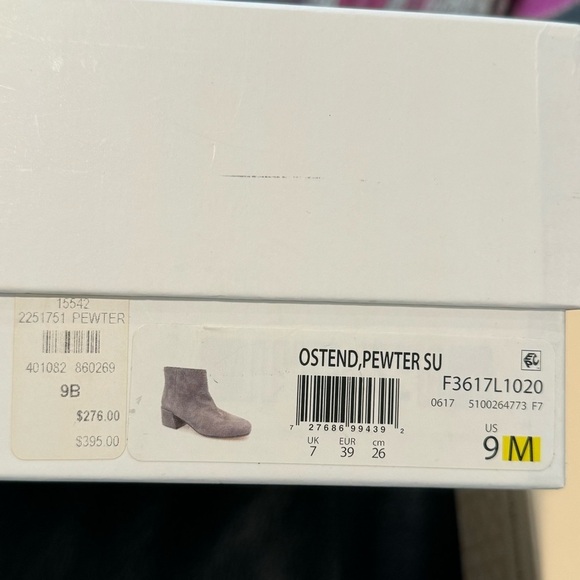 15542
2251751 PEWTER
401082 860269
9B
$276.00
$395.00
OSTEND,PEWTER SU
F3617L1020
0617 5100264773 F7
7 27686 99439 2
UK EUR cm
7 39 26
US
9 M